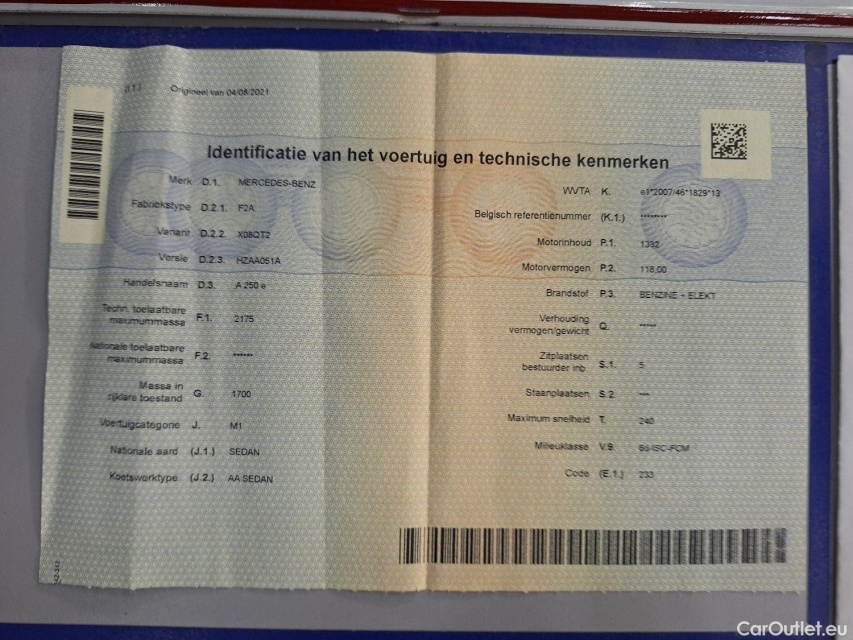 Origineel van 04/08/2021
Identificatie van het voertuig en technische kenmerken
Merk D.1. MERCEDES-BENZ
Fabriekstype D.2.1. F2A
Variant D.2.2. X08QT2
Versie D.2.3. HZAA051A
Handelsnaam D.3. A 250 e
Techn. toelaatbare
maximummassa F.1. 2175
Nationale toelaatbare
maximummassa F.2. ******
Massa in
rijklare toestand G. 1700
Voertuigcategorie J. M1
Nationale aard (J.1.) SEDAN
Koetswerktype (J.2.) AA SEDAN
WVTA K. e1*2007/46*1829*13
Belgisch referentienummer (K.1.) ********
Motorinhoud P.1. 1332
Motorvermogen P.2. 118,00
Brandstof P.3. BENZINE + ELEKT
Verhouding
vermogen/gewicht Q. *****
Zitplaatsen
bestuurder inb. S.1. 5
Staanplaatsen S.2. ***
Maximum snelheid T. 240
Milieuklasse V.9. 6d-ISC-FCM
Code (E.1.) 233
CarOutlet.eu